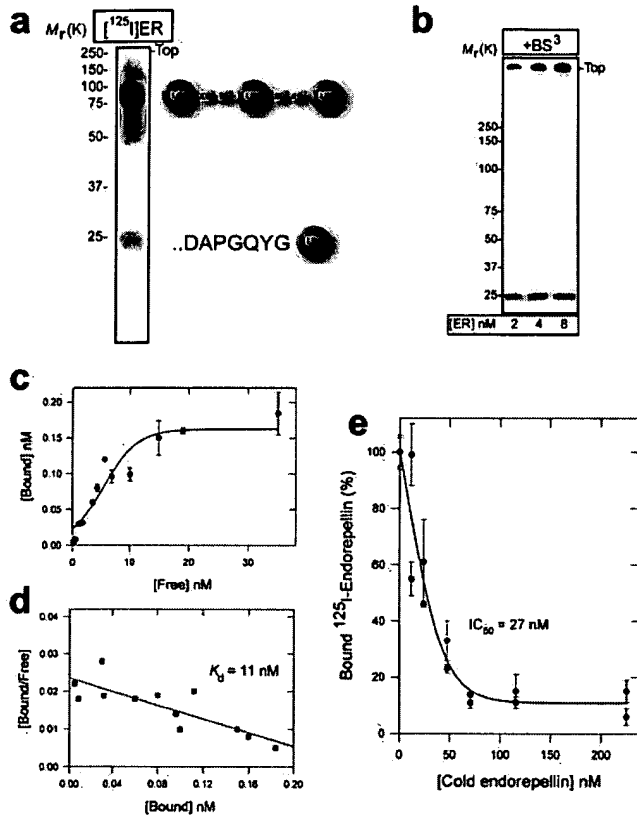 a
Mr(K) [125I]ER
-Top
250-
150-
100-
75-
50-
37-
25-
..DAPGQYG
b
Mr(K) +BS3
-Top
250-
150-
100-
75-
50-
37-
25-
[ER] nM 2 4 8
c
[Bound] nM
0.20
0.15
0.10
0.05
0.00
0 10 20 30
[Free] nM
d
[Bound/Free]
0.04
0.03
0.02
0.01
0.00
Kd = 11 nM
0.00 0.04 0.08 0.12 0.16 0.20
[Bound] nM
e
Bound 125I-Endorepellin (%)
100
80
60
40
20
0
IC50 = 27 nM
0 50 100 150 200
[Cold endorepellin] nM